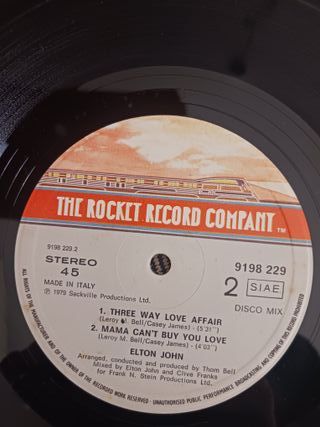 THE ROCKET RECORD COMPANY TM
9198 229.2
STEREO
45
MADE IN ITALY
℗ 1979 Sackville Productions Ltd.
9198 229
2 S.I.A.E.
DISCO MIX
1. THREE WAY LOVE AFFAIR
(Leroy M. Bell/Casey James) - (5'31")
2. MAMA CAN'T BUY YOU LOVE
(Leroy M. Bell/Casey James) - (4'03")
ELTON JOHN
Arranged, conducted and produced by Thom Bell
Mixed by Elton John and Clive Franks
for Frank N. Stein Productions Ltd.
ALL RIGHTS OF THE MANUFACTURER AND OF THE OWNER OF THE RECORDED WORK RESERVED · UNAUTHORISED PUBLIC PERFORMANCE BROADCASTING AND COPYING OF THIS RECORD PROHIBITED